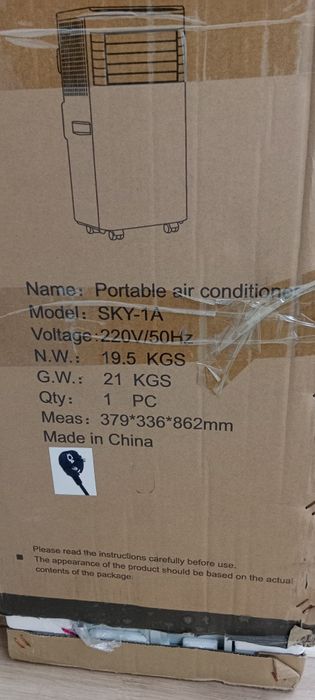 Name: Portable air conditioner
Model: SKY-1A
Voltage:220V/50Hz
N.W.: 19.5 KGS
G.W.: 21 KGS
Qty: 1 PC
Meas: 379*336*862mm
Made in China
Please read the instructions carefully before use.
■ The appearance of the product should be based on the actual
contents of the package.